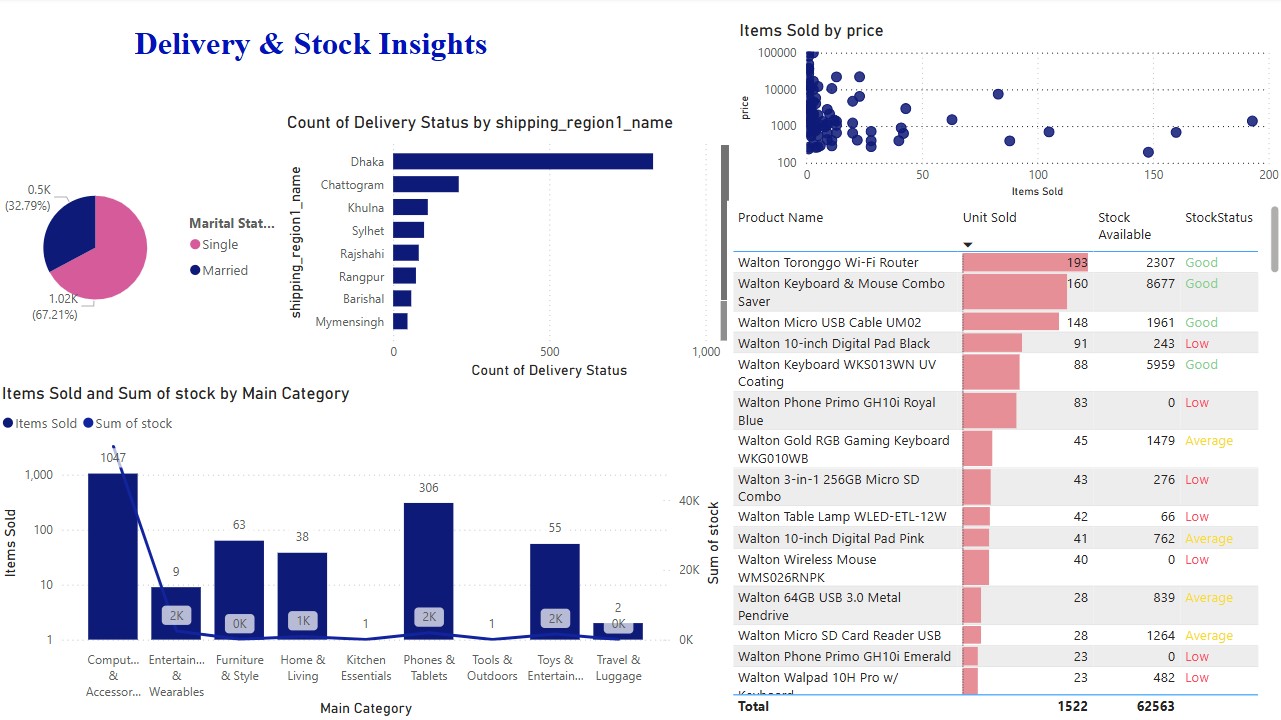 Delivery & Stock Insights
0.5K
(32.79%)
1.02K
(67.21%)
Marital Stat...
Single
Married
Count of Delivery Status by shipping_region1_name
shipping_region1_name
Dhaka
Chattogram
Khulna
Sylhet
Rajshahi
Rangpur
Barishal
Mymensingh
0
500
1,000
Count of Delivery Status
Items Sold and Sum of stock by Main Category
Items Sold
Sum of stock
Items Sold
1,000
100
10
1
1047
9
63
38
1
306
1
55
2
2K
0K
1K
2K
2K
0K
40K
20K
0K
Sum of stock
Comput...
&
Accessor...
Entertain...
&
Wearables
Furniture
& Style
Home &
Living
Kitchen
Essentials
Phones &
Tablets
Tools &
Outdoors
Toys &
Entertain...
Travel &
Luggage
Main Category
Items Sold by price
price
100000
10000
1000
100
0
50
100
150
200
Items Sold
Product Name Unit Sold Stock Available StockStatus
Walton Toronggo Wi-Fi Router 193 2307 Good
Walton Keyboard & Mouse Combo
Saver 160 8677 Good
Walton Micro USB Cable UM02 148 1961 Good
Walton 10-inch Digital Pad Black 91 243 Low
Walton Keyboard WKS013WN UV
Coating 88 5959 Good
Walton Phone Primo GH10i Royal
Blue 83 0 Low
Walton Gold RGB Gaming Keyboard
WKG010WB 45 1479 Average
Walton 3-in-1 256GB Micro SD
Combo 43 276 Low
Walton Table Lamp WLED-ETL-12W 42 66 Low
Walton 10-inch Digital Pad Pink 41 762 Average
Walton Wireless Mouse
WMS026RNPK 40 0 Low
Walton 64GB USB 3.0 Metal
Pendrive 28 839 Average
Walton Micro SD Card Reader USB 28 1264 Average
Walton Phone Primo GH10i Emerald 23 0 Low
Walton Walpad 10H Pro w/
Keyboard 23 482 Low
Total 1522 62563